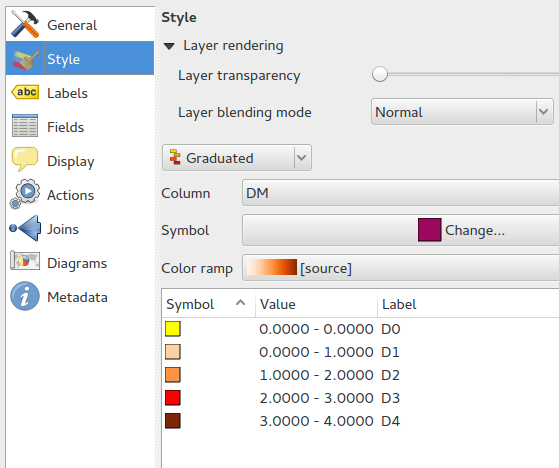 General
Style
abc
Labels
Fields
Display
Actions
Joins
Diagrams
i
Metadata
Style
Layer rendering
Layer transparency
Layer blending mode
Normal
Graduated
Column
DM
Symbol
Change...
Color ramp
[source]
Symbol Value Label
0.0000 - 0.0000 D0
0.0000 - 1.0000 D1
1.0000 - 2.0000 D2
2.0000 - 3.0000 D3
3.0000 - 4.0000 D4